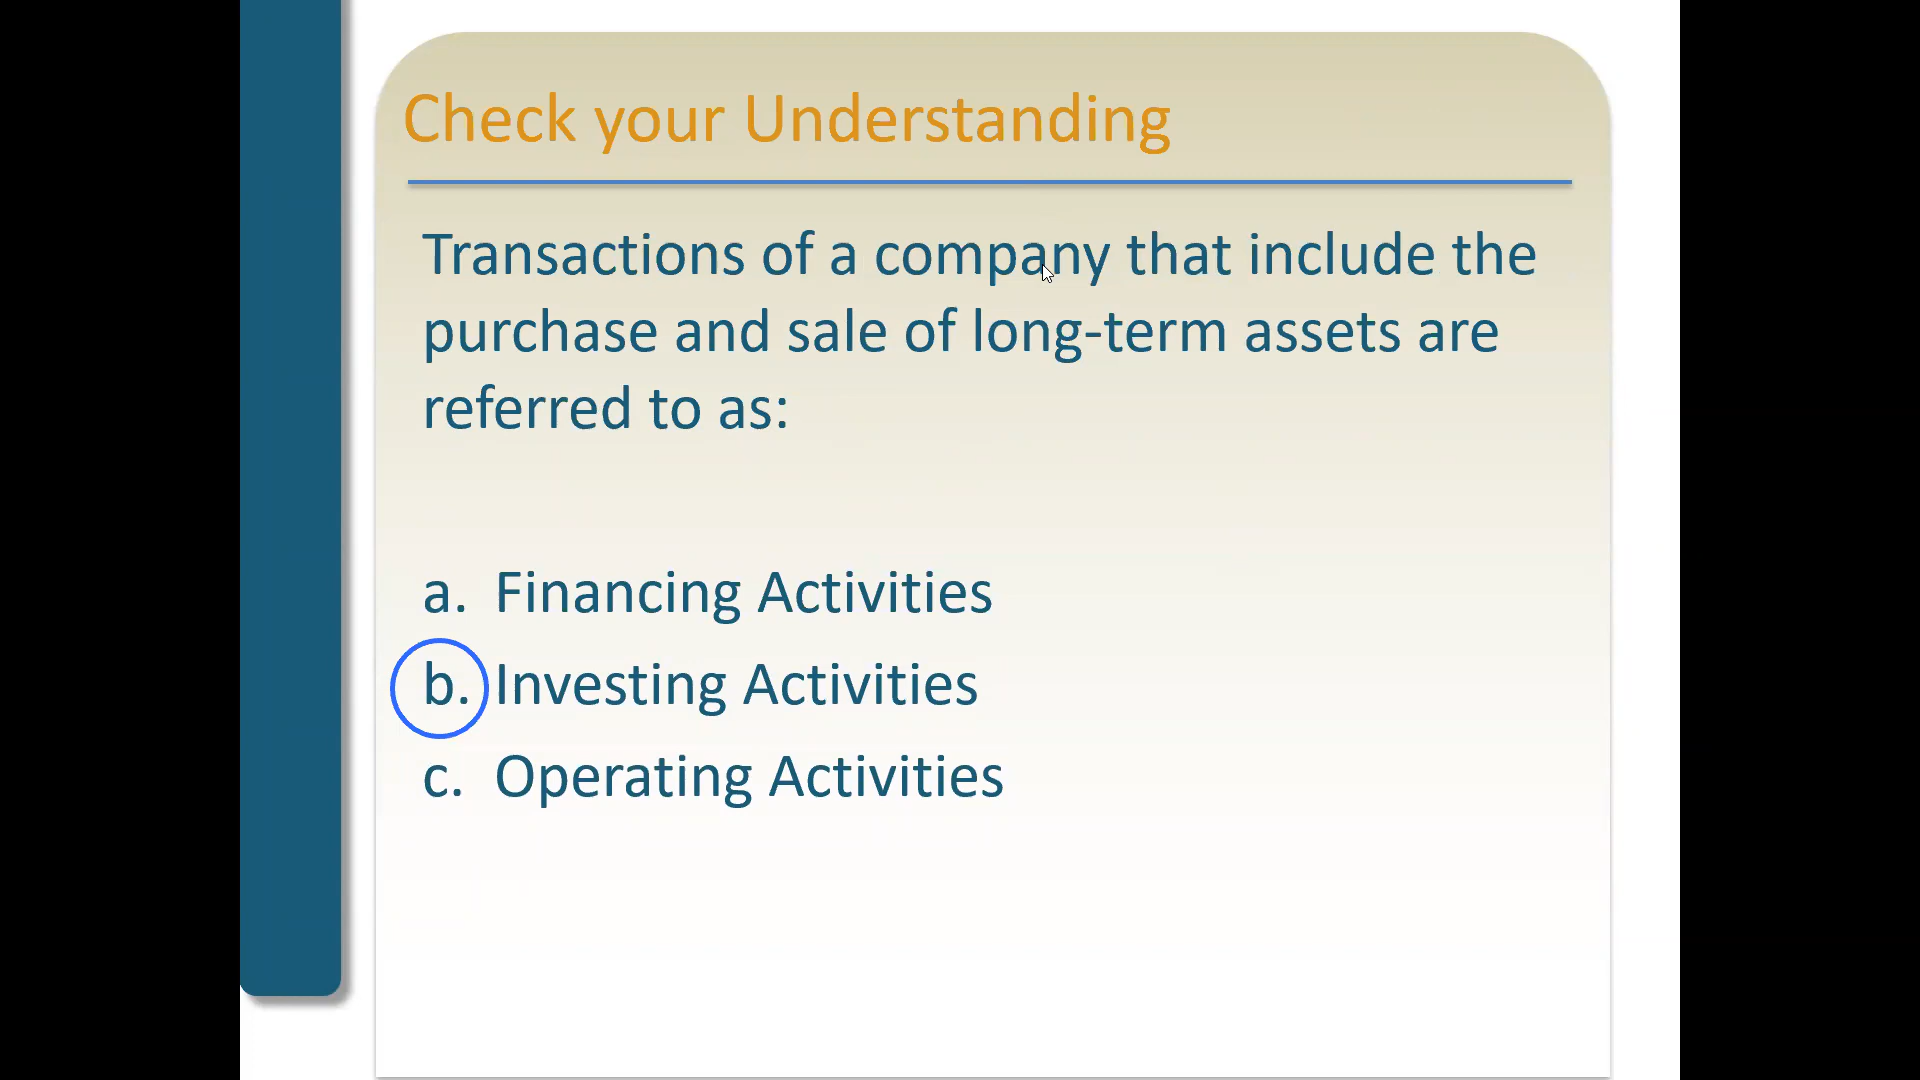 Check your Understanding
Transactions of a company that include the
purchase and sale of long-term assets are
referred to as:
a. Financing Activities
b. Investing Activities
c. Operating Activities